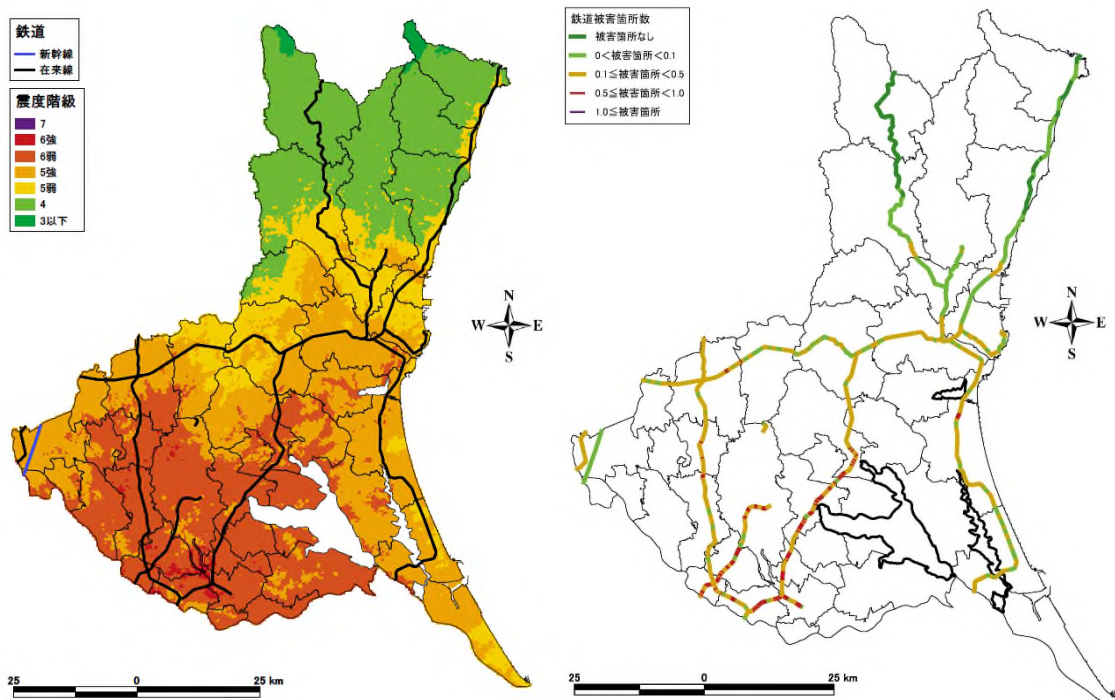 鉄道
新幹線
在来線
震度階級
7
6強
6弱
5強
5弱
4
3以下
N
W E
S
25 0 25 km
鉄道被害箇所数
被害箇所なし
0<被害箇所<0.1
0.1≦被害箇所<0.5
0.5≦被害箇所<1.0
1.0≦被害箇所
N
W E
S
25 0 25 km